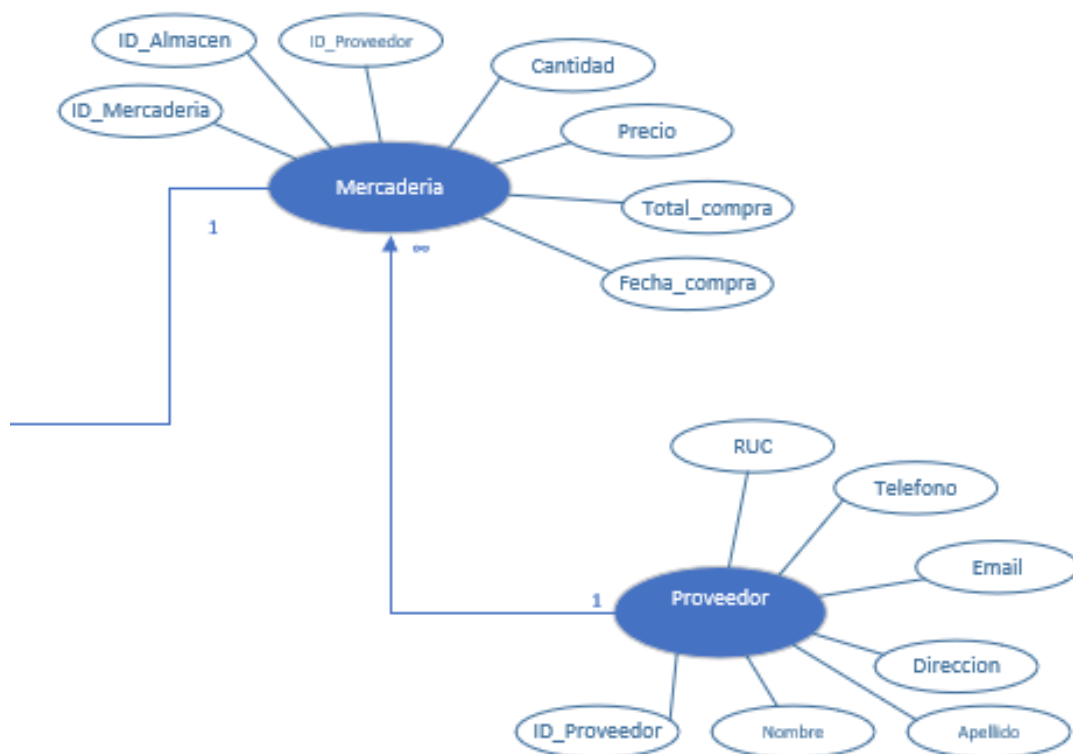 ID_Almacen
ID_Proveedor
Cantidad
ID_Mercaderia
Precio
Mercaderia
Total_compra
1
∞
Fecha_compra
RUC
Telefono
Email
1
Proveedor
Direccion
ID_Proveedor
Nombre
Apellido